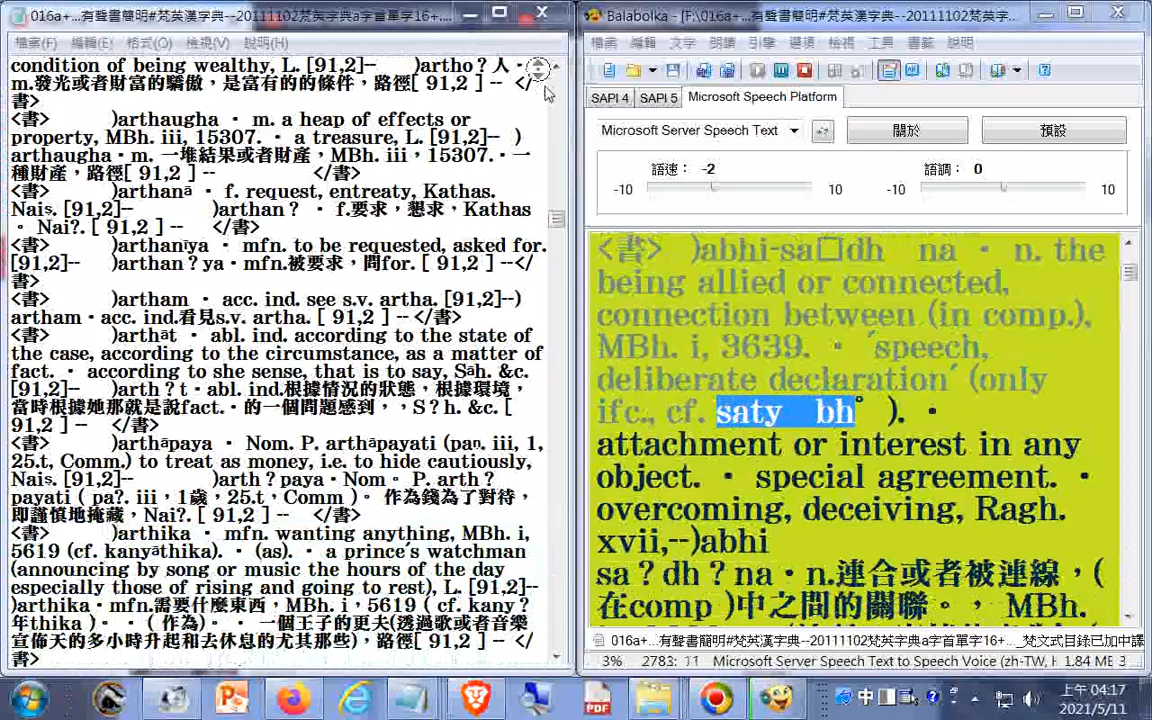 016a+...有聲書簡明#梵英漢字典--20111102梵英字典a字首單字16+...
檔案(F) 編輯(E) 格式(O) 檢視(V) 說明(H)
condition of being wealthy, L. [91,2]-- )artho?人‧
m.發光或者財富的驕傲，是富有的的條件，路徑[ 91,2 ] -- </
書>
<書> )arthaugha ‧ m. a heap of effects or
property, MBh. iii, 15307. ‧ a treasure, L. [91,2]-- )
arthaugha‧m. 一堆結果或者財產，MBh. iii，15307.‧一
種財產，路徑[ 91,2 ] -- </書>
<書> )arthanā ‧ f. request, entreaty, Kathas.
Naiṣ. [91,2]-- )arthan? ‧ f.要求，懇求，Kathas
。 Nai?. [ 91,2 ] -- </書>
<書> )arthanīya ‧ mfn. to be requested, asked for.
[91,2]-- )arthan?ya‧mfn.被要求，問for. [ 91,2 ] --</
書>
<書> )artham ‧ acc. ind. see s.v. artha. [91,2]--)
artham‧acc. ind.看見s.v. artha. [ 91,2 ] -- </書>
<書> )arthāt ‧ abl. ind. according to the state of
the case, according to the circumstance, as a matter of
fact. ‧ according to she sense, that is to say, Sāh. &c.
[91,2]-- )arth?t‧abl. ind.根據情況的狀態，根據環境，
當時根據她那就是說fact.‧的一個問題感到，，S?h. &c. [
91,2 ] -- </書>
<書> )arthāpaya ‧ Nom. P. arthāpayati (paṇ. iii, 1,
25.t, Comm.) to treat as money, i.e. to hide cautiously,
Naiṣ. [91,2]-- )arth?paya‧Nom。 P. arth?
payati ( pa?. iii，1歲，25.t，Comm )。 作為錢為了對待，
即謹慎地掩藏，Nai?. [ 91,2 ] -- </書>
<書> )arthika ‧ mfn. wanting anything, MBh. i,
5619 (cf. kanyāthika). ‧ (as). ‧ a prince's watchman
(announcing by song or music the hours of the day
especially those of rising and going to rest), L. [91,2]--
)arthika‧mfn.需要什麼東西，MBh. i，5619 ( cf. kany?
年thika )。‧ ( 作為)。‧ 一個王子的更夫(透過歌或者音樂
宣佈天的多小時升起和去休息的尤其那些)，路徑[ 91,2 ] -- </
書>
Balabolka - [F:\016a+...有聲書簡明#梵英漢字典--20111102梵英字...
檔案 編輯 文字 朗讀 引擎 選項 檢視 工具 書籤 說明
SAPI 4 SAPI 5 Microsoft Speech Platform
Microsoft Server Speech Text 關於 預設
語速： -2 語調： 0
-10 10 -10 10
<書> )abhi-sa□dh na ‧ n. the
being allied or connected,
connection between (in comp.),
MBh. i, 3639. ‧ 'speech,
deliberate declaration' (only
ifc., cf. saty bh° ). ‧
attachment or interest in any
object. ‧ special agreement. ‧
overcoming, deceiving, Ragh.
xvii,--)abhi
sa?dh?na‧n.連合或者被連線，(
在comp )中之間的關聯。， MBh.
016a+...有聲書簡明#梵英漢字典--20111102梵英字典a字首單字16+..._梵文式目錄已加中譯
3% 2783: 11 Microsoft Server Speech Text to Speech Voice (zh-TW, H 1.84 MB 3
中
上午 04:17
2021/5/11